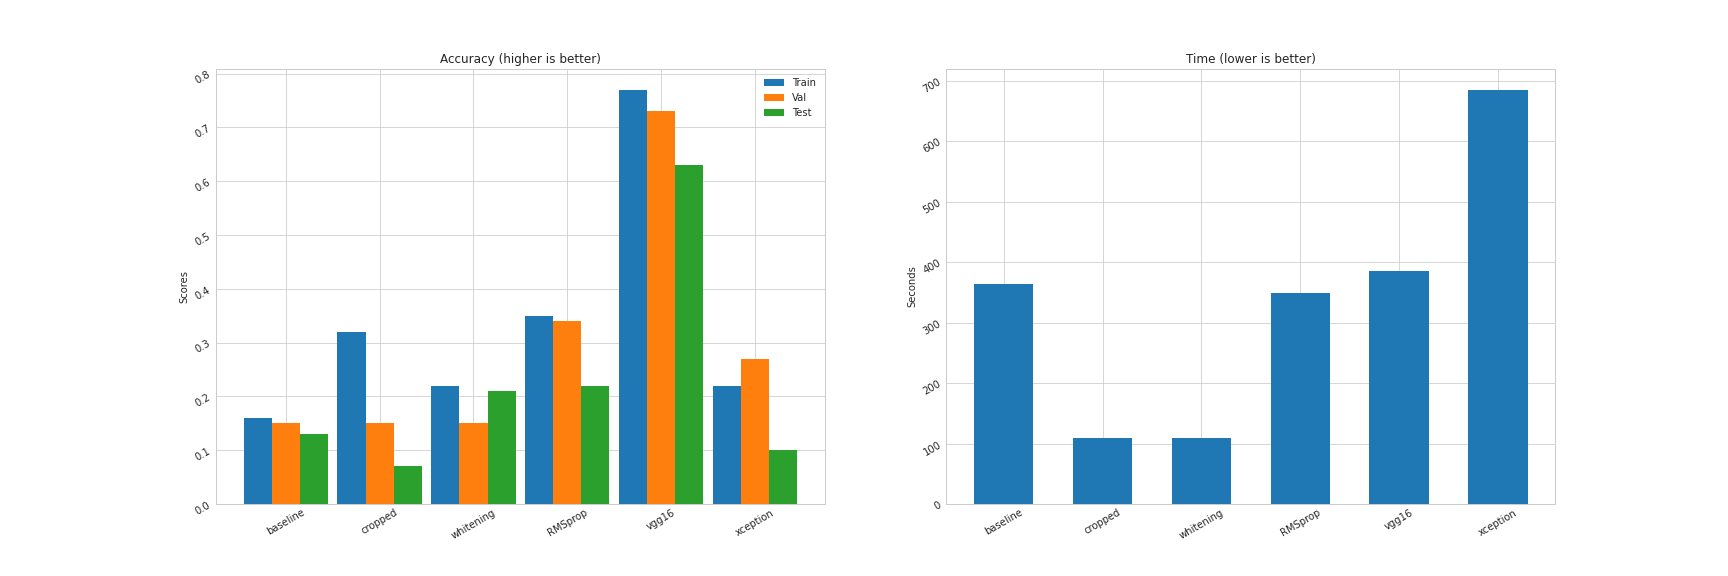 Accuracy (higher is better)
0.8
0.7
0.6
0.5
0.4
0.3
0.2
0.1
0.0
Scores
Train
Val
Test
baseline
cropped
whitening
RMSprop
vgg16
xception
Time (lower is better)
700
600
500
400
300
200
100
0
Seconds
baseline
cropped
whitening
RMSprop
vgg16
xception